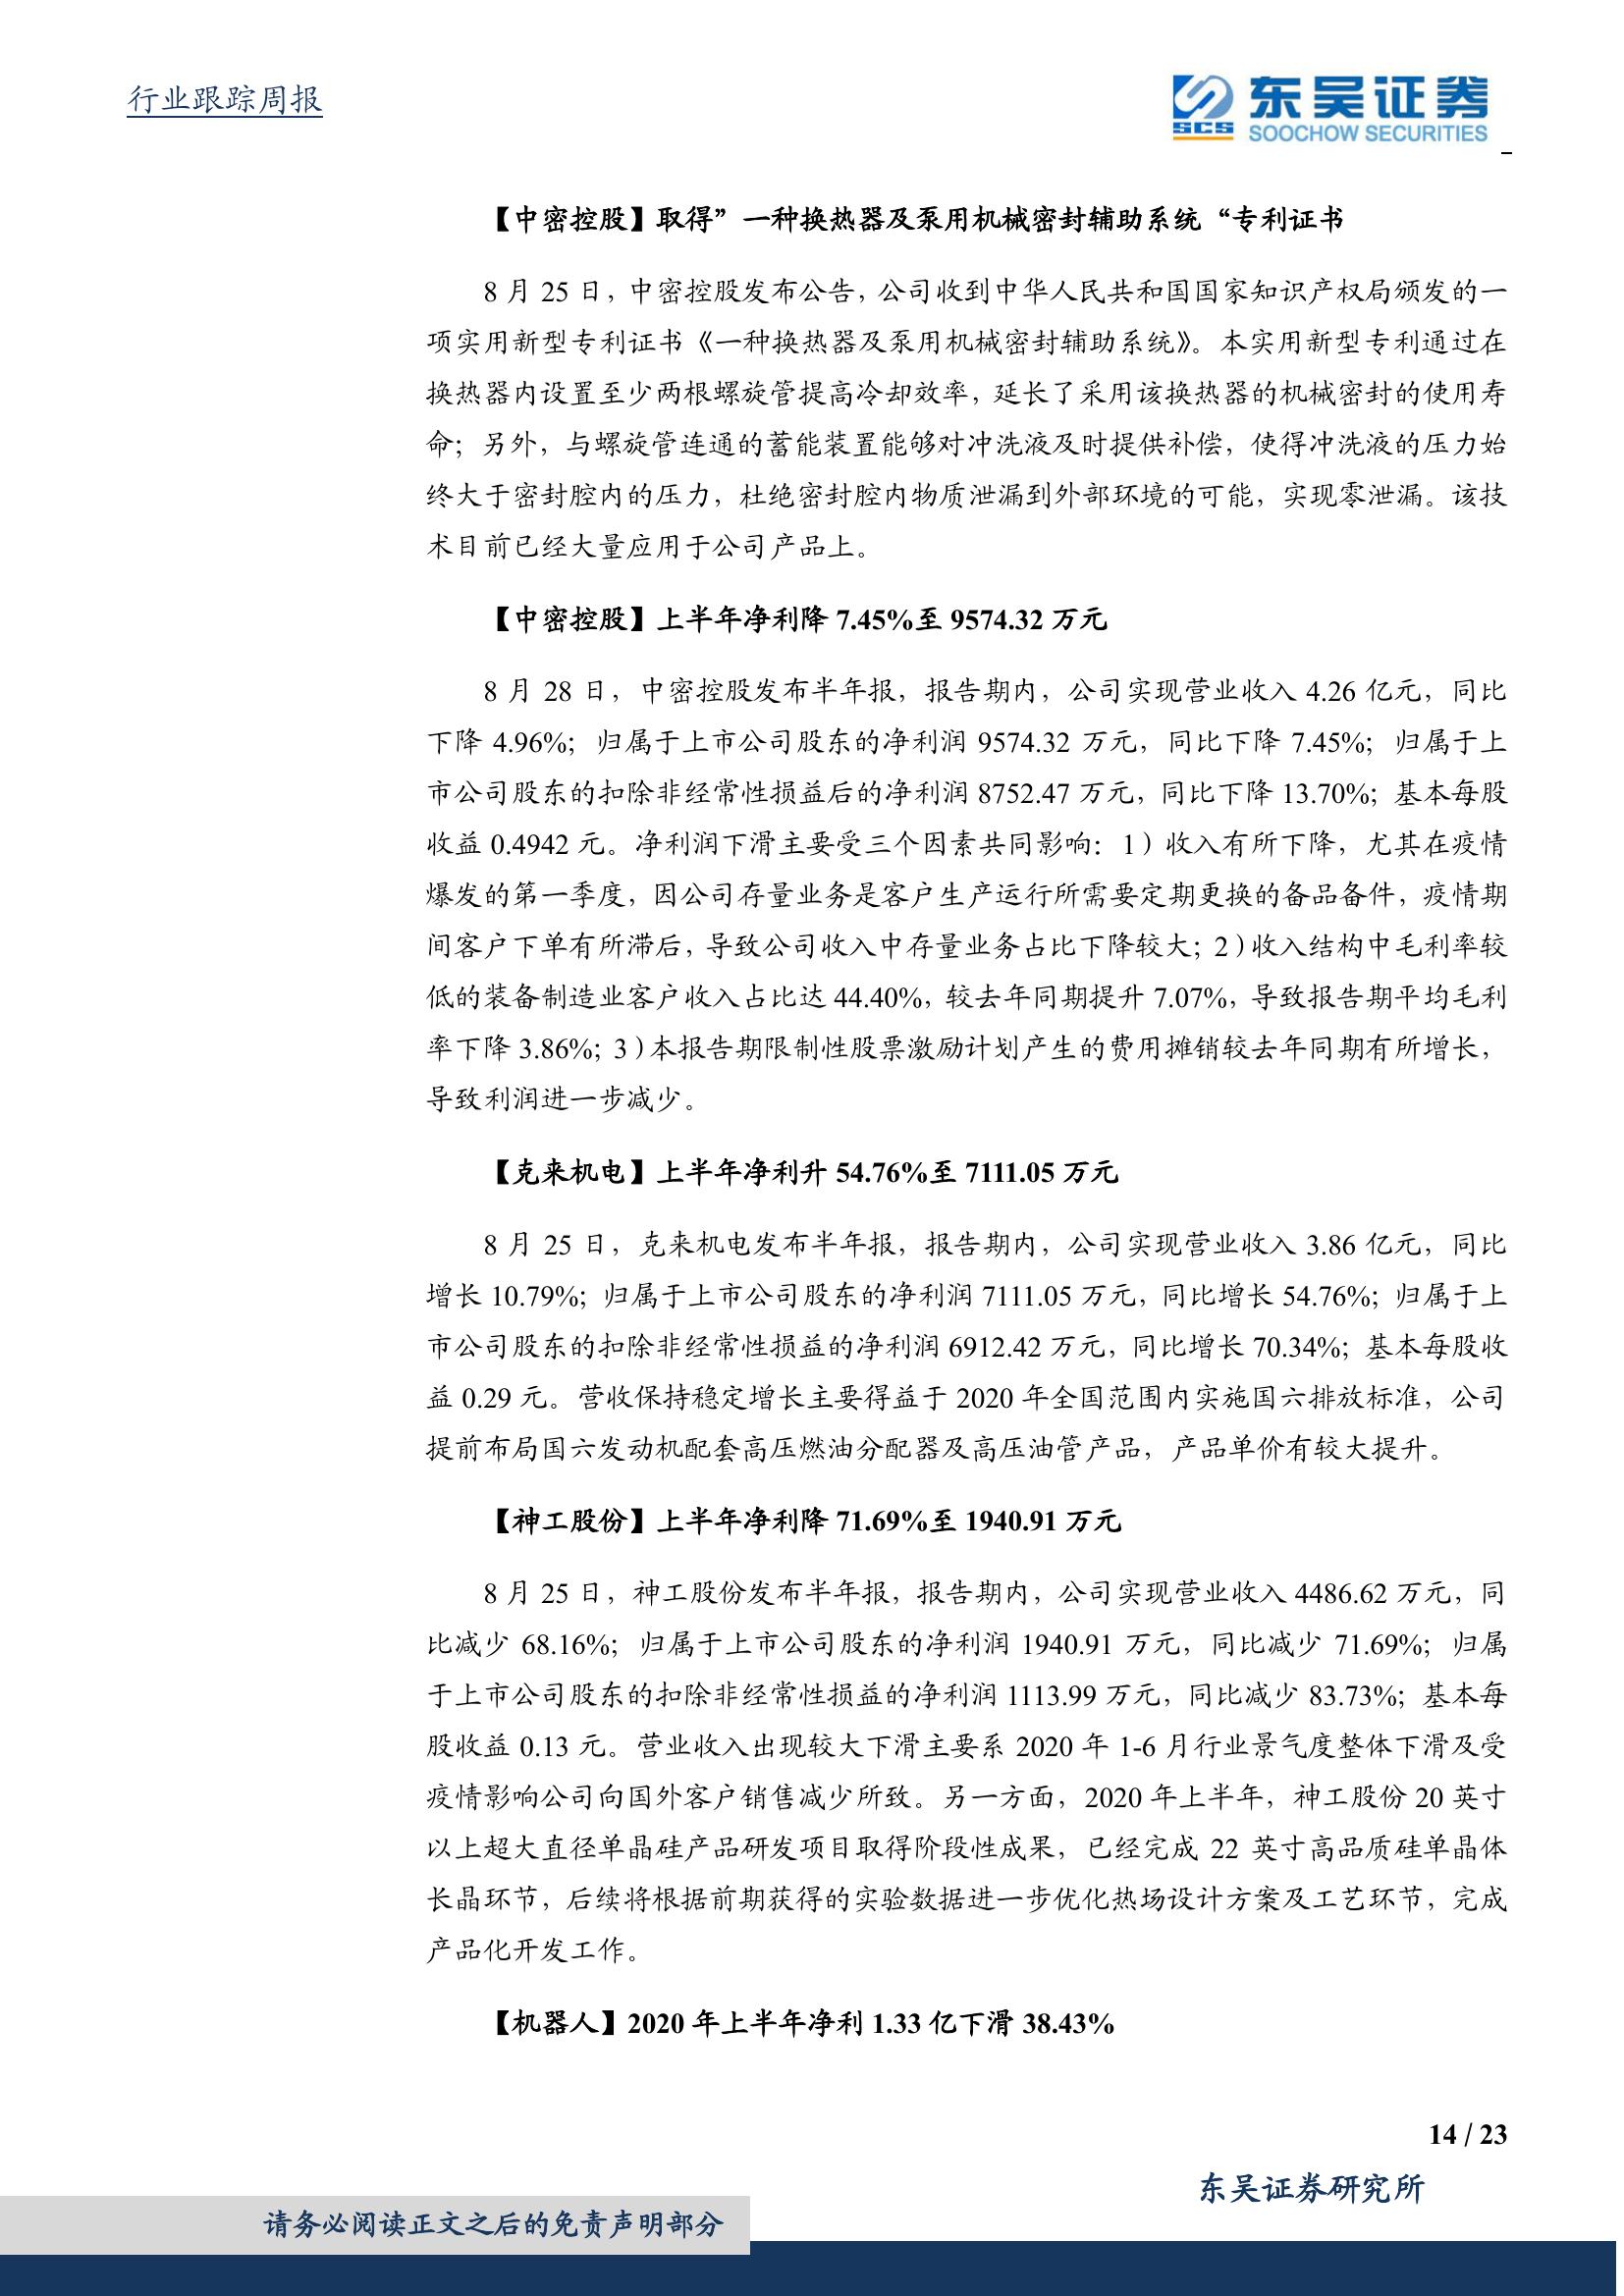 行业跟踪周报
东吴证券
SCS
SOOCHOW SECURITIES
【中密控股】取得”一种换热器及泵用机械密封辅助系统“专利证书
8 月 25 日，中密控股发布公告，公司收到中华人民共和国国家知识产权局颁发的一
项实用新型专利证书《一种换热器及泵用机械密封辅助系统》。本实用新型专利通过在
换热器内设置至少两根螺旋管提高冷却效率，延长了采用该换热器的机械密封的使用寿
命；另外，与螺旋管连通的蓄能装置能够对冲洗液及时提供补偿，使得冲洗液的压力始
终大于密封腔内的压力，杜绝密封腔内物质泄漏到外部环境的可能，实现零泄漏。该技
术目前已经大量应用于公司产品上。
【中密控股】上半年净利降 7.45%至 9574.32 万元
8 月 28 日，中密控股发布半年报，报告期内，公司实现营业收入 4.26 亿元，同比
下降 4.96%；归属于上市公司股东的净利润 9574.32 万元，同比下降 7.45%；归属于上
市公司股东的扣除非经常性损益后的净利润 8752.47 万元，同比下降 13.70%；基本每股
收益 0.4942 元。净利润下滑主要受三个因素共同影响：1）收入有所下降，尤其在疫情
爆发的第一季度，因公司存量业务是客户生产运行所需要定期更换的备品备件，疫情期
间客户下单有所滞后，导致公司收入中存量业务占比下降较大；2）收入结构中毛利率较
低的装备制造业客户收入占比达 44.40%，较去年同期提升 7.07%，导致报告期平均毛利
率下降 3.86%；3）本报告期限制性股票激励计划产生的费用摊销较去年同期有所增长，
导致利润进一步减少。
【克来机电】上半年净利升 54.76%至 7111.05 万元
8 月 25 日，克来机电发布半年报，报告期内，公司实现营业收入 3.86 亿元，同比
增长 10.79%；归属于上市公司股东的净利润 7111.05 万元，同比增长 54.76%；归属于上
市公司股东的扣除非经常性损益的净利润 6912.42 万元，同比增长 70.34%；基本每股收
益 0.29 元。营收保持稳定增长主要得益于 2020 年全国范围内实施国六排放标准，公司
提前布局国六发动机配套高压燃油分配器及高压油管产品，产品单价有较大提升。
【神工股份】上半年净利降 71.69%至 1940.91 万元
8 月 25 日，神工股份发布半年报，报告期内，公司实现营业收入 4486.62 万元，同
比减少 68.16%；归属于上市公司股东的净利润 1940.91 万元，同比减少 71.69%；归属
于上市公司股东的扣除非经常性损益的净利润 1113.99 万元，同比减少 83.73%；基本每
股收益 0.13 元。营业收入出现较大下滑主要系 2020 年 1-6 月行业景气度整体下滑及受
疫情影响公司向国外客户销售减少所致。另一方面，2020 年上半年，神工股份 20 英寸
以上超大直径单晶硅产品研发项目取得阶段性成果，已经完成 22 英寸高品质硅单晶体
长晶环节，后续将根据前期获得的实验数据进一步优化热场设计方案及工艺环节，完成
产品化开发工作。
【机器人】2020 年上半年净利 1.33 亿下滑 38.43%
14 / 23
东吴证券研究所
请务必阅读正文之后的免责声明部分